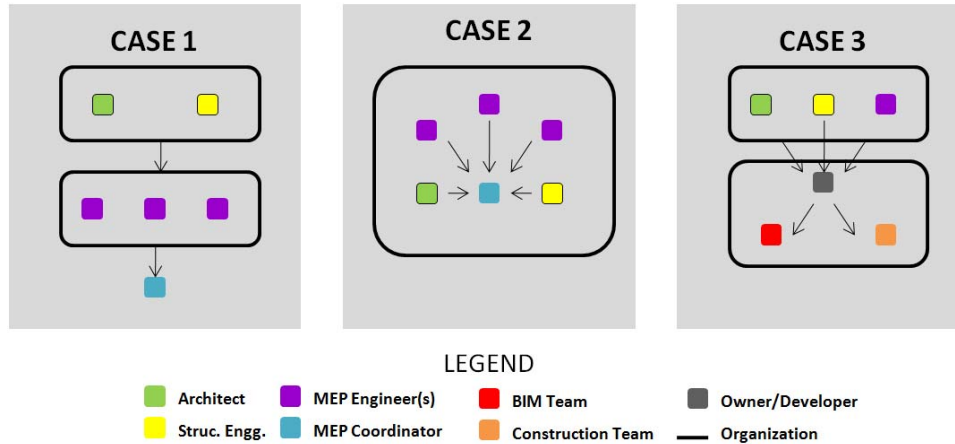 CASE 1
CASE 2
CASE 3
LEGEND
Architect
MEP Engineer(s)
BIM Team
Owner/Developer
Struc. Engg.
MEP Coordinator
Construction Team
Organization